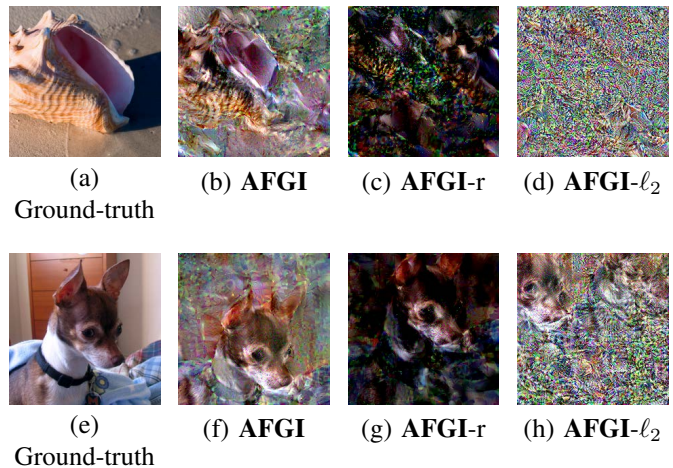 (a)
Ground-truth
(b) AFGI
(c) AFGI-r
(d) AFGI-ℓ₂
(e)
Ground-truth
(f) AFGI
(g) AFGI-r
(h) AFGI-ℓ₂